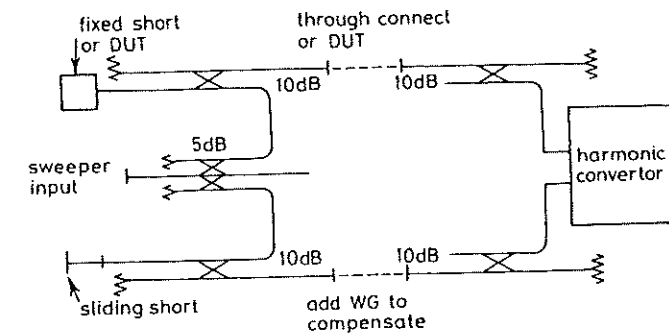 fixed short
or DUT
through connect
or DUT
10dB
10dB
5dB
sweeper
input
harmonic
convertor
10dB
10dB
sliding short
add WG to
compensate